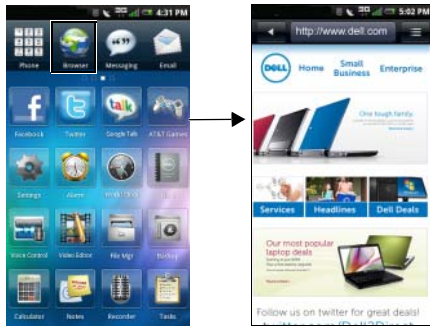 3G 4:31 PM
Phone Browser Messaging Email
Facebook Twitter Google Talk AT&T Games
Settings Alarm
Voice Control Video Editor File Mgr Backup
Calculator Notes Recorder Tasks
talk
3G 5:02 PM
http://www.dell.com
DELL Home Small Business Enterprise
One tough family.
Services Headlines Dell Deals
Our most popular
laptop deals
Follow us on twitter for great deals!